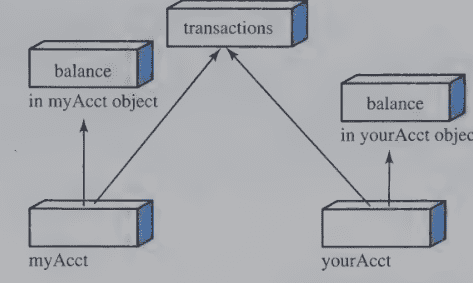 transactions
balance
in myAcct object
balance
in yourAcct objec
myAcct
yourAcct